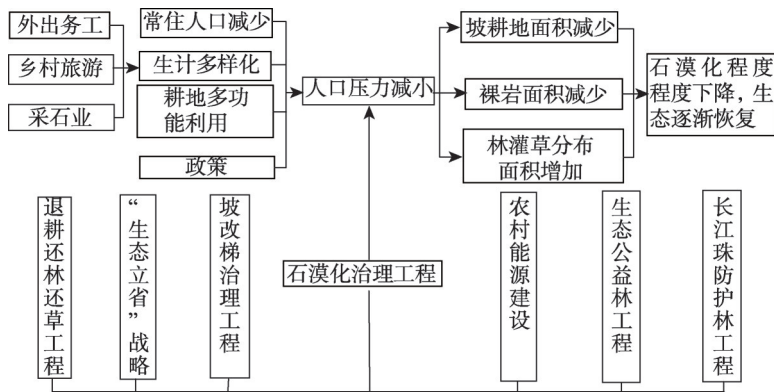 外出务工
乡村旅游
采石业
常住人口减少
生计多样化
耕地多功
能利用
政策
人口压力减小
坡耕地面积减少
裸岩面积减少
林灌草分布
面积增加
石漠化程度
程度下降，生
态逐渐恢复
退耕还林还草工程
“生态立省”战略
坡改梯治理工程
石漠化治理工程
农村能源建设
生态公益林工程
长江珠防护林工程